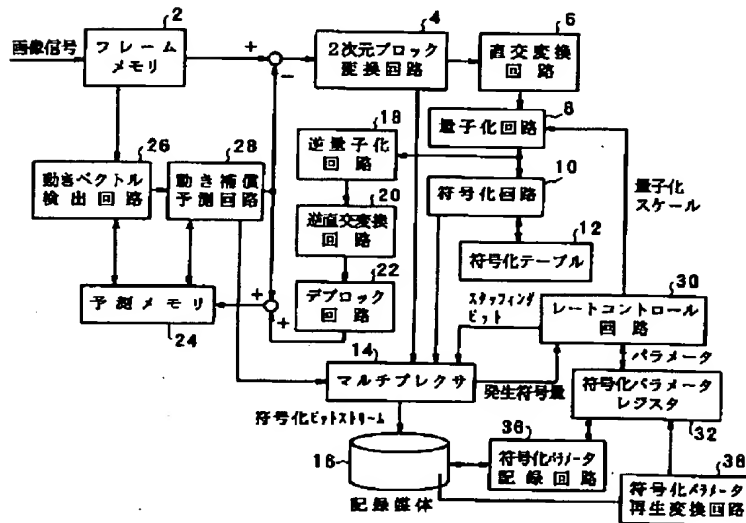 2
4
6
画像信号
フレーム
メモリ
+
−
2次元ブロック
変換回路
直交変換
回路
8
量子化回路
18
逆量子化
回路
26
28
動きベクトル
検出回路
動き補償
予測回路
10
符号化回路
量子化
スケール
20
逆直交変換
回路
12
符号化テーブル
22
デブロック
回路
予測メモリ
24
+
+
スタッフィング
ビット
30
レートコントロール
回路
14
マルチプレクサ
発生符号量
パラメータ
符号化パラメータ
レジスタ
32
符号化ビットストリーム
16
記録媒体
36
符号化パラメータ
記録回路
38
符号化パラメータ
再生変換回路